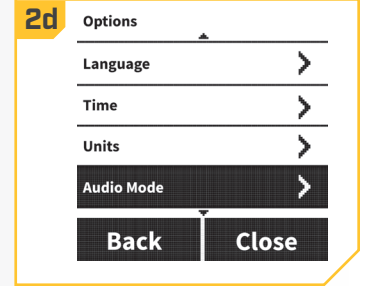 2d
Options
Language
Time
Units
Audio Mode
Back Close